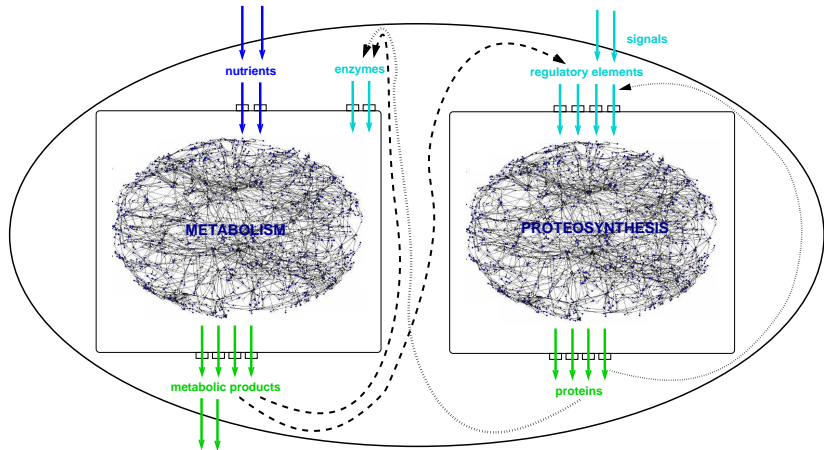 signals
nutrients
enzymes
regulatory elements
METABOLISM
PROTEOSYNTHESIS
metabolic products
proteins